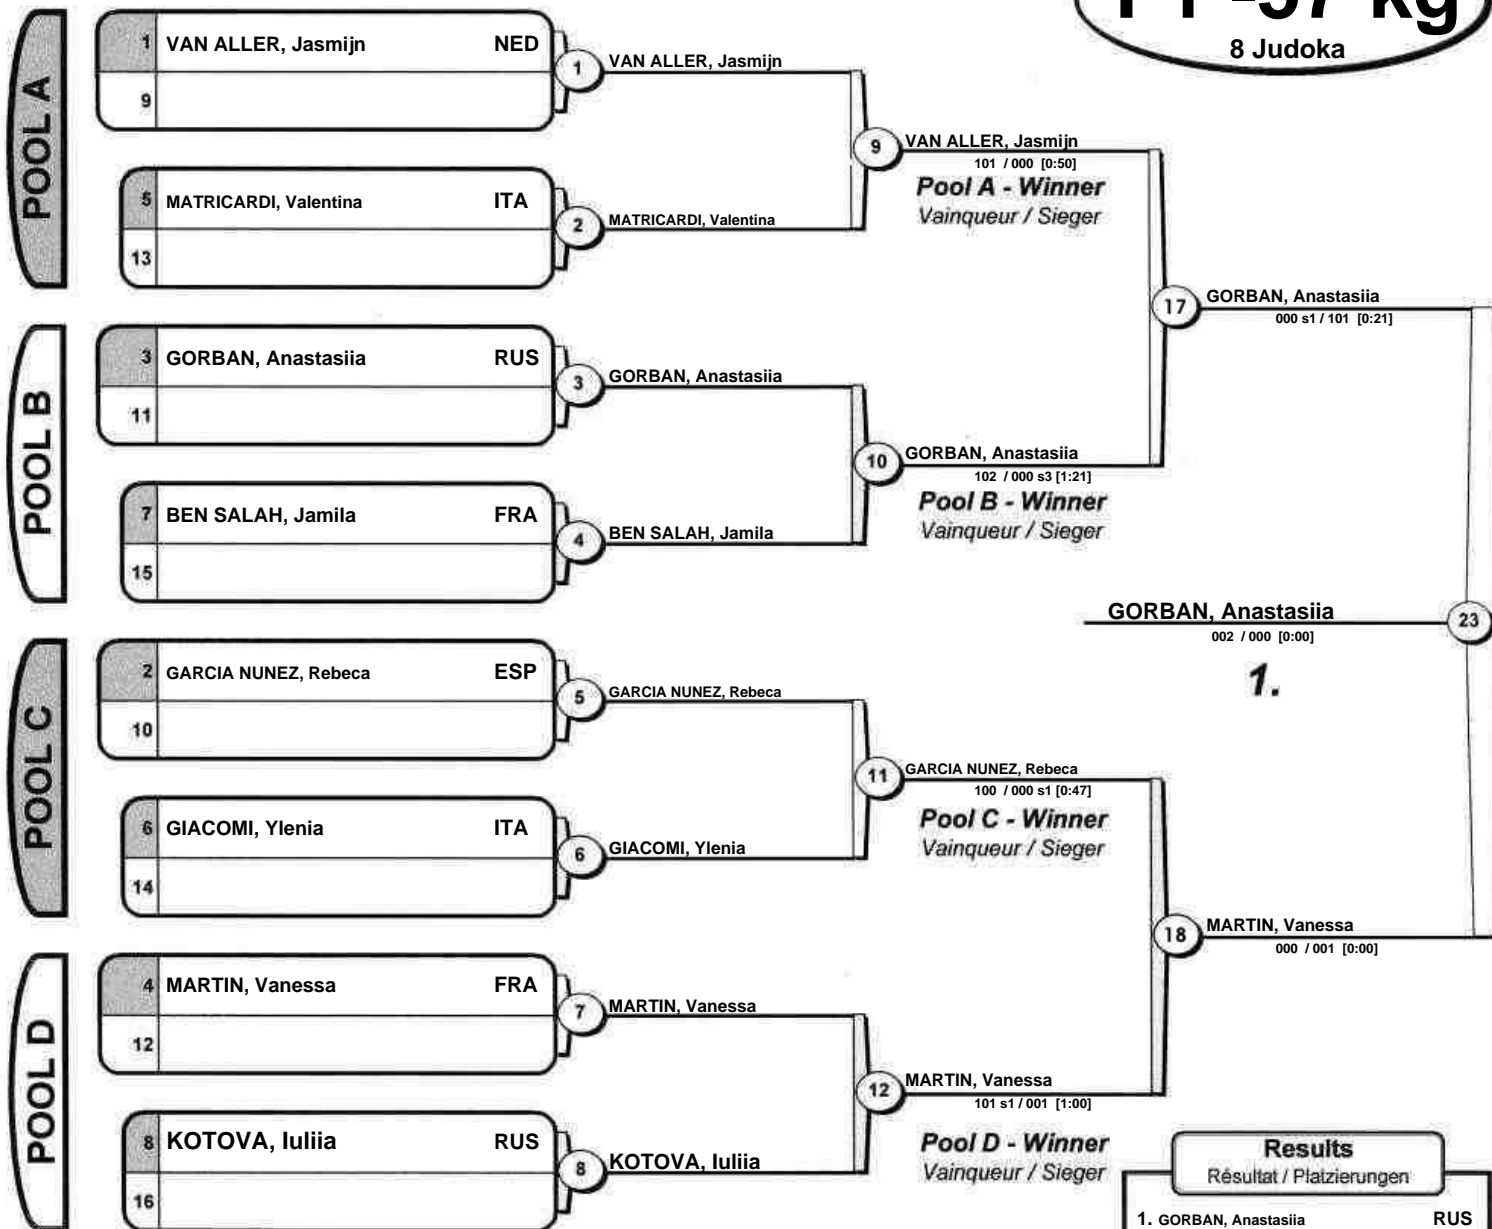 -57 kg
8 Judoka
POOL A
1 VAN ALLER, Jasmijn NED
9
5 MATRICARDI, Valentina ITA
13
1 VAN ALLER, Jasmijn
2 MATRICARDI, Valentina
9 VAN ALLER, Jasmijn
101 / 000 [0:50]
Pool A - Winner
Vainqueur / Sieger
POOL B
3 GORBAN, Anastasiia RUS
11
7 BEN SALAH, Jamila FRA
15
3 GORBAN, Anastasiia
4 BEN SALAH, Jamila
10 GORBAN, Anastasiia
102 / 000 s3 [1:21]
Pool B - Winner
Vainqueur / Sieger
17 GORBAN, Anastasiia
000 s1 / 101 [0:21]
GORBAN, Anastasiia 23
002 / 000 [0:00]
1.
POOL C
2 GARCIA NUNEZ, Rebeca ESP
10
6 GIACOMI, Ylenia ITA
14
5 GARCIA NUNEZ, Rebeca
6 GIACOMI, Ylenia
11 GARCIA NUNEZ, Rebeca
100 / 000 s1 [0:47]
Pool C - Winner
Vainqueur / Sieger
18 MARTIN, Vanessa
000 / 001 [0:00]
POOL D
4 MARTIN, Vanessa FRA
12
8 KOTOVA, Iuliia RUS
16
7 MARTIN, Vanessa
8 KOTOVA, Iuliia
12 MARTIN, Vanessa
101 s1 / 001 [1:00]
Pool D - Winner
Vainqueur / Sieger
Results
Résultat / Platzierungen
1. GORBAN, Anastasiia RUS